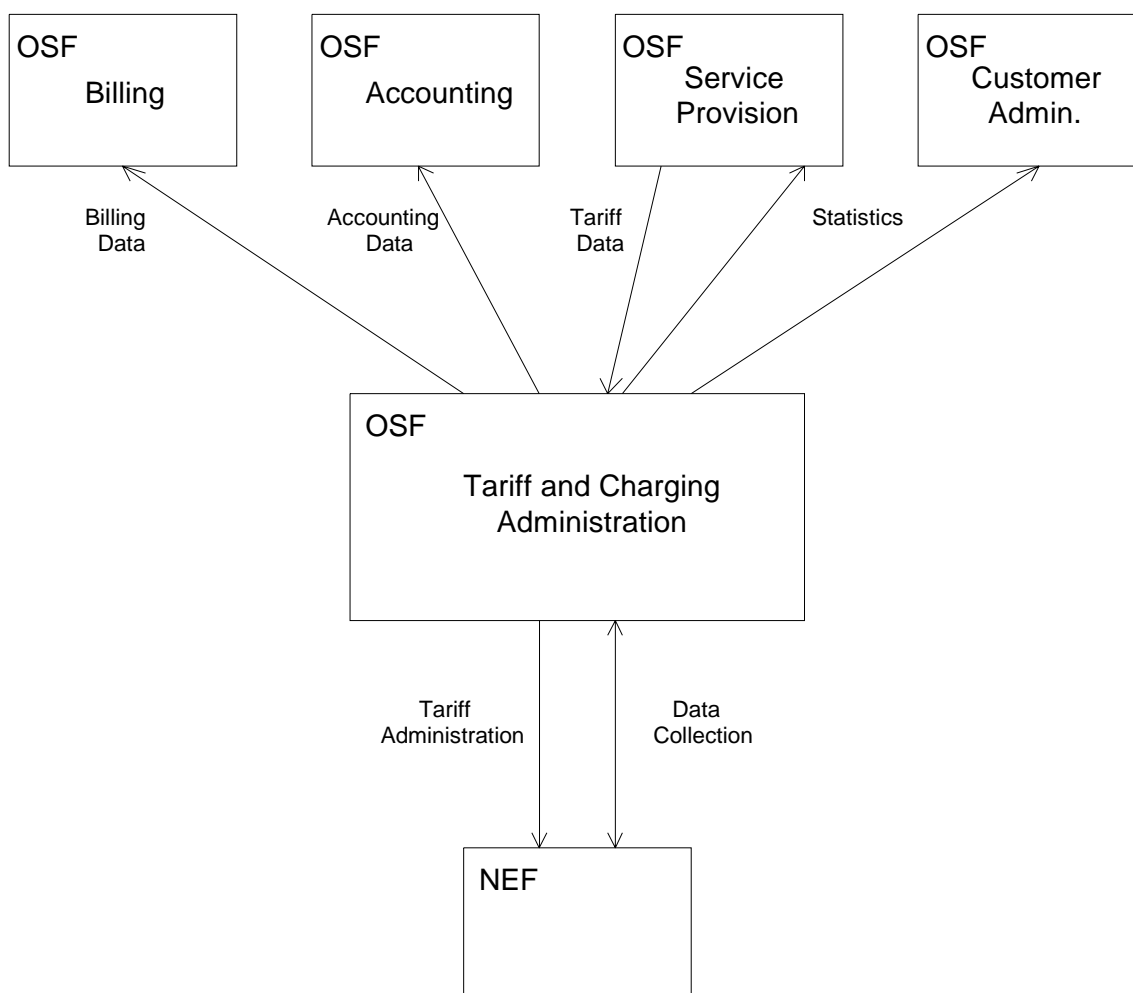 OSF
Billing
OSF
Accounting
OSF
Service
Provision
OSF
Customer
Admin.
Billing
Data
Accounting
Data
Tariff
Data
Statistics
OSF
Tariff and Charging
Administration
Tariff
Administration
Data
Collection
NEF